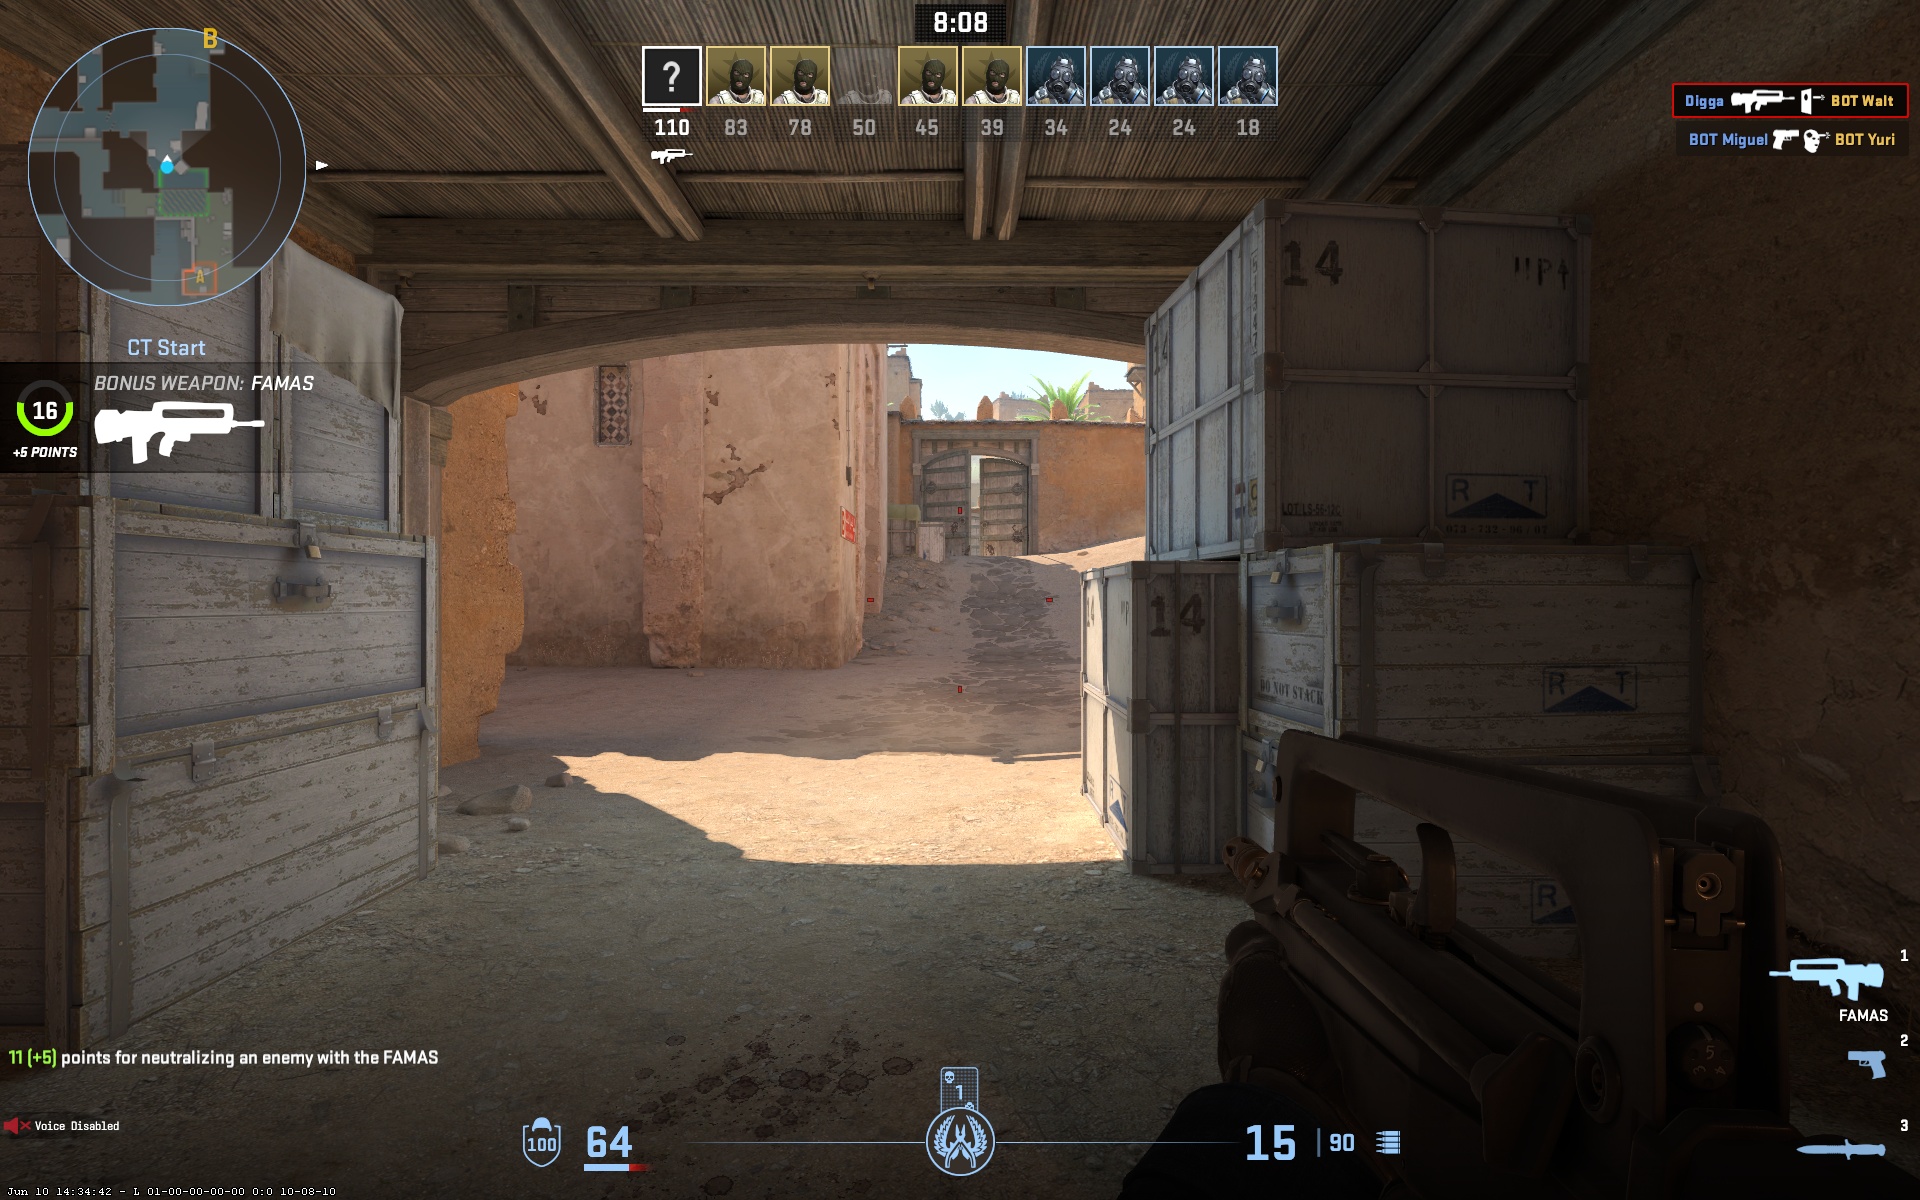 B
8:08
?
110 83 78 50 45 39 34 24 24 18
Digga BOT Walt
BOT Miguel BOT Yuri
A
CT Start
BONUS WEAPON: FAMAS
16
+5 POINTS
14
14
14
R T
DO NOT STACK
R T
R
1
FAMAS
2
3
11 (+5) points for neutralizing an enemy with the FAMAS
Voice Disabled
100 64
1
15 | 90
Jun 10 14:34:42 - L 01-00-00-00-00 0:0 10-08-10